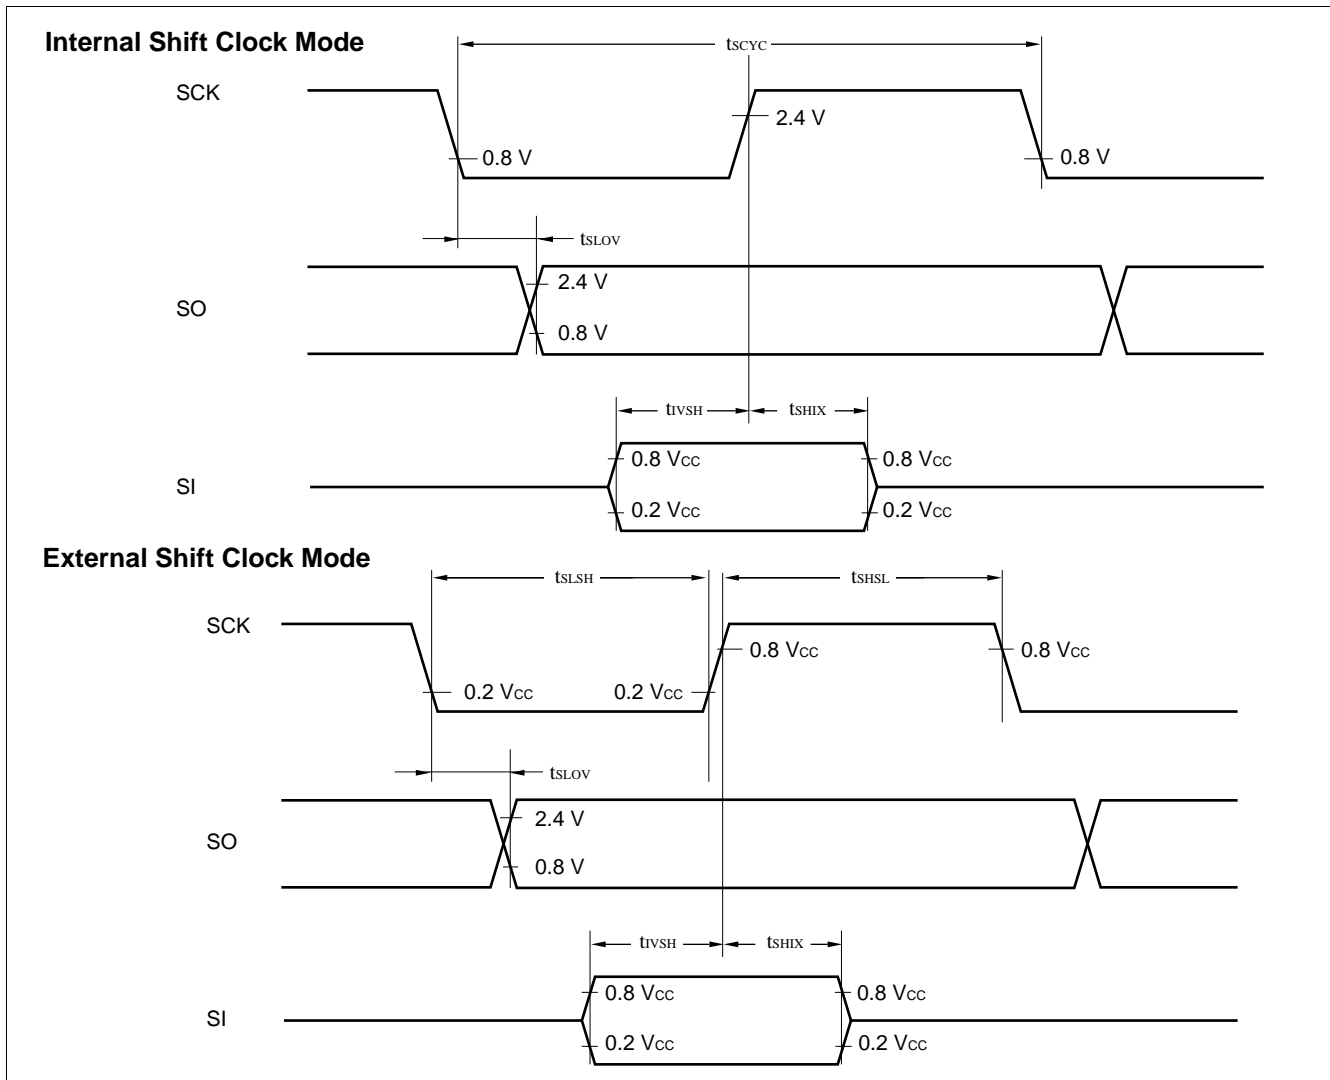 Internal Shift Clock Mode
tSCYC
SCK
2.4 V
0.8 V
0.8 V
tSLOV
SO
2.4 V
0.8 V
tIVSH
tSHIX
SI
0.8 VCC
0.8 VCC
0.2 VCC
0.2 VCC
External Shift Clock Mode
tSLSH
tSHSL
SCK
0.8 VCC
0.8 VCC
0.2 VCC
0.2 VCC
tSLOV
SO
2.4 V
0.8 V
tIVSH
tSHIX
SI
0.8 VCC
0.8 VCC
0.2 VCC
0.2 VCC